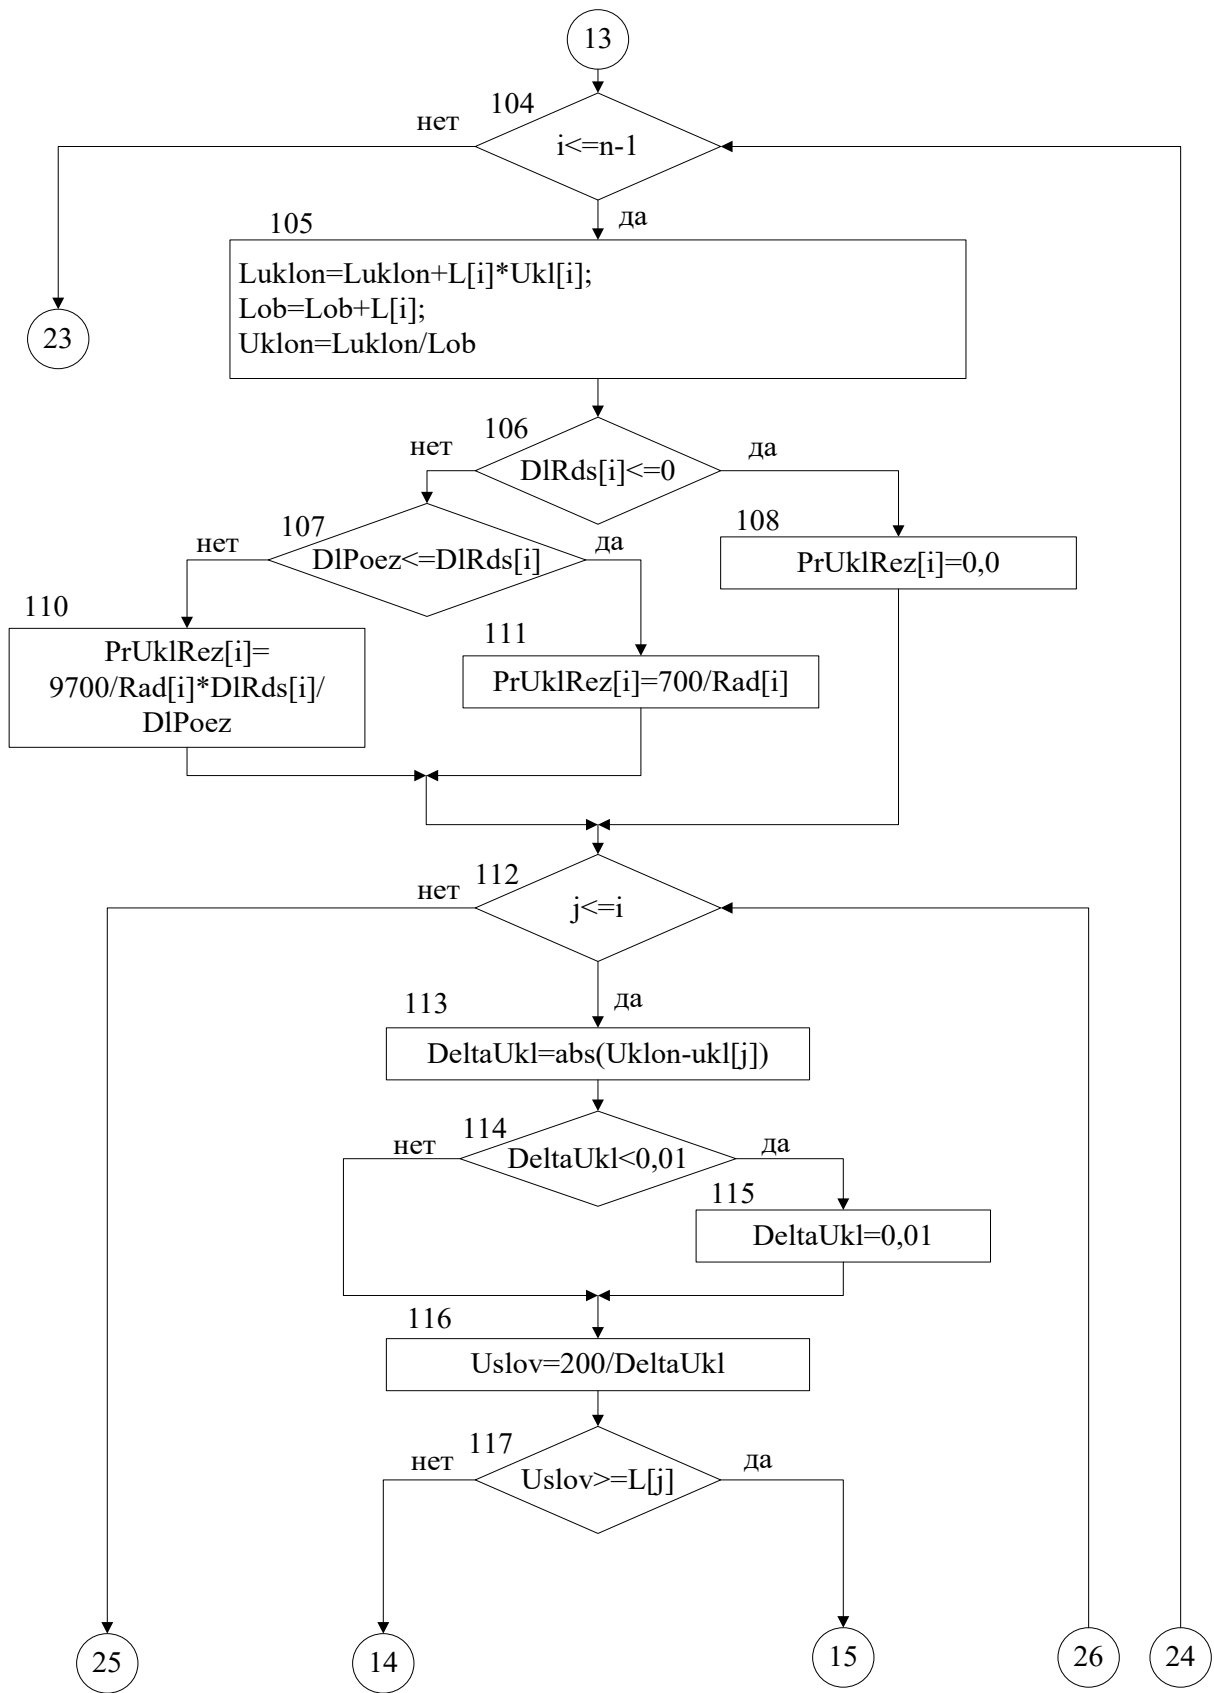 13
104
нет
i<=n-1
да
105
Luklon=Luklon+L[i]*Ukl[i];
Lob=Lob+L[i];
Uklon=Luklon/Lob
23
106
нет
да
DlRds[i]<=0
107
нет
да
DlPoez<=DlRds[i]
108
PrUklRez[i]=0,0
110
PrUklRez[i]=
9700/Rad[i]*DlRds[i]/
DlPoez
111
PrUklRez[i]=700/Rad[i]
112
нет
j<=i
да
113
DeltaUkl=abs(Uklon-ukl[j])
114
нет
да
DeltaUkl<0,01
115
DeltaUkl=0,01
116
Uslov=200/DeltaUkl
117
нет
да
Uslov>=L[j]
25
14
15
26
24